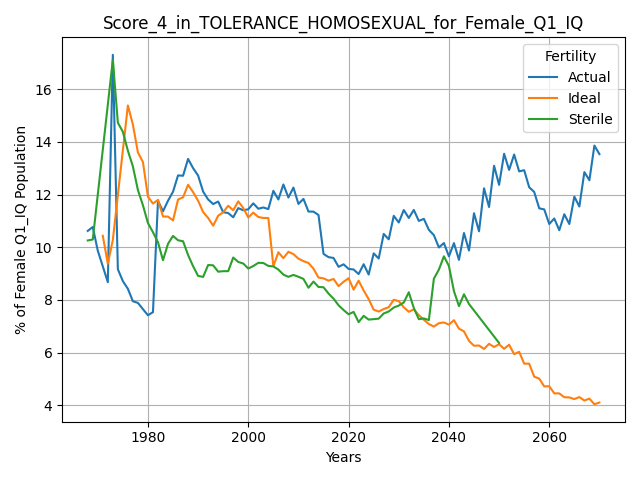 Score_4_in_TOLERANCE_HOMOSEXUAL_for_Female_Q1_IQ
Fertility
Actual
Ideal
Sterile
% of Female Q1_IQ Population
16
14
12
10
8
6
4
1980 2000 2020 2040 2060
Years